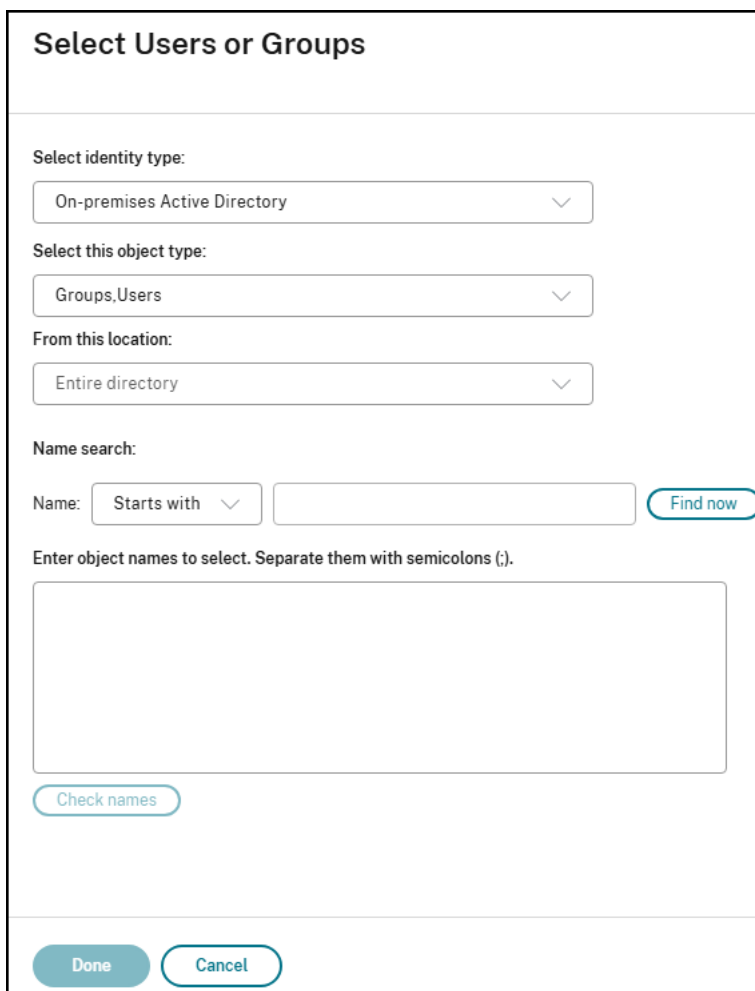 Select Users or Groups
Select identity type:
On-premises Active Directory
Select this object type:
Groups,Users
From this location:
Entire directory
Name search:
Name: Starts with Find now
Enter object names to select. Separate them with semicolons (;).
Check names
Done Cancel